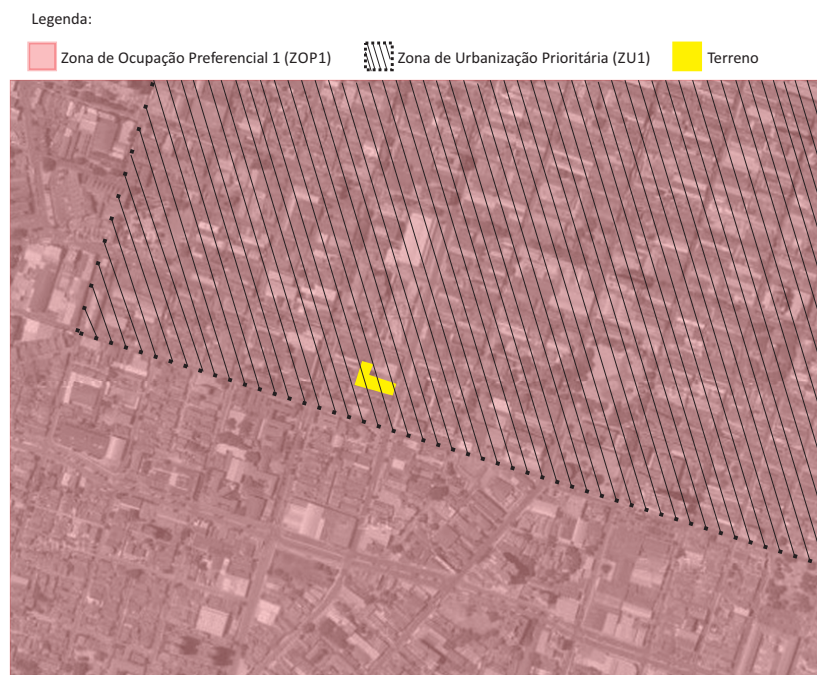 Legenda:
Zona de Ocupação Preferencial 1 (ZOP1) Zona de Urbanização Prioritária (ZU1) Terreno